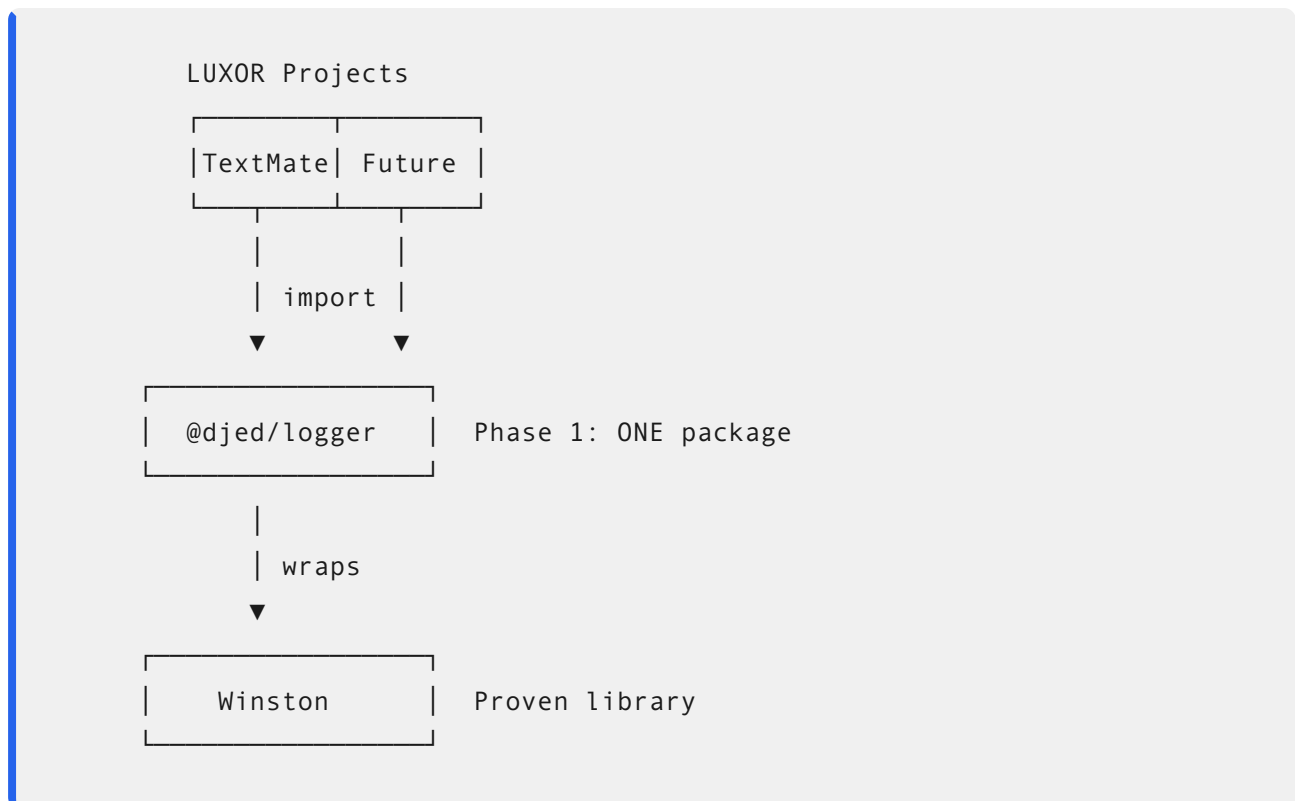 LUXOR Projects
TextMate Future
import
@djed/logger Phase 1: ONE package
wraps
Winston Proven library